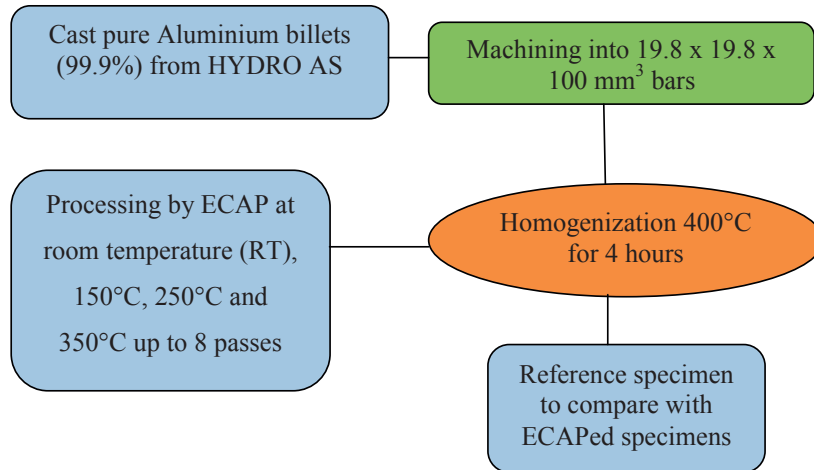 Cast pure Aluminium billets
(99.9%) from HYDRO AS
Machining into 19.8 x 19.8 x
100 mm³ bars
Homogenization 400°C
for 4 hours
Processing by ECAP at
room temperature (RT),
150°C, 250°C and
350°C up to 8 passes
Reference specimen
to compare with
ECAPed specimens